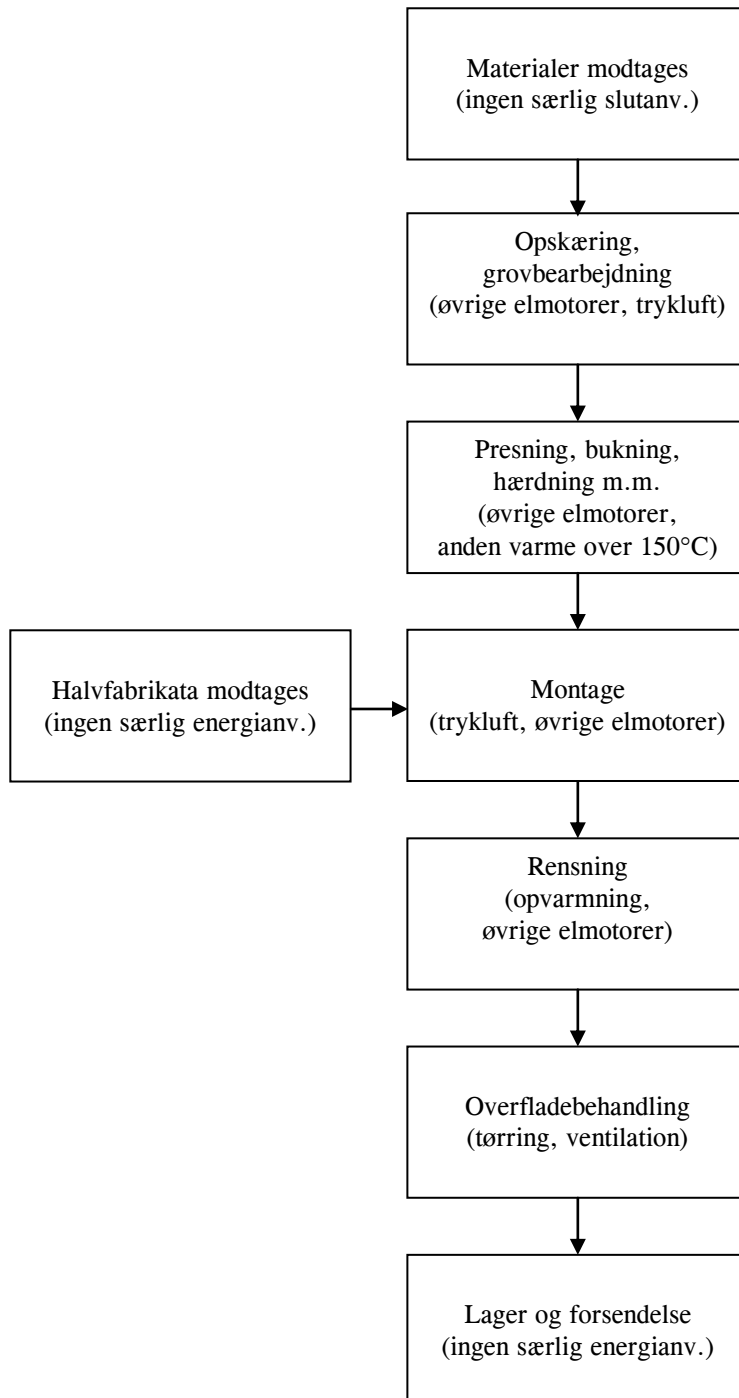 Materialer modtages
(ingen særlig slutanv.)
Opskæring,
grovbearbejdning
(øvrige elmotorer, trykluft)
Presning, bukning,
hærdning m.m.
(øvrige elmotorer,
anden varme over 150°C)
Halvfabrikata modtages
(ingen særlig energianv.)
Montage
(trykluft, øvrige elmotorer)
Rensning
(opvarmning,
øvrige elmotorer)
Overfladebehandling
(tørring, ventilation)
Lager og forsendelse
(ingen særlig energianv.)